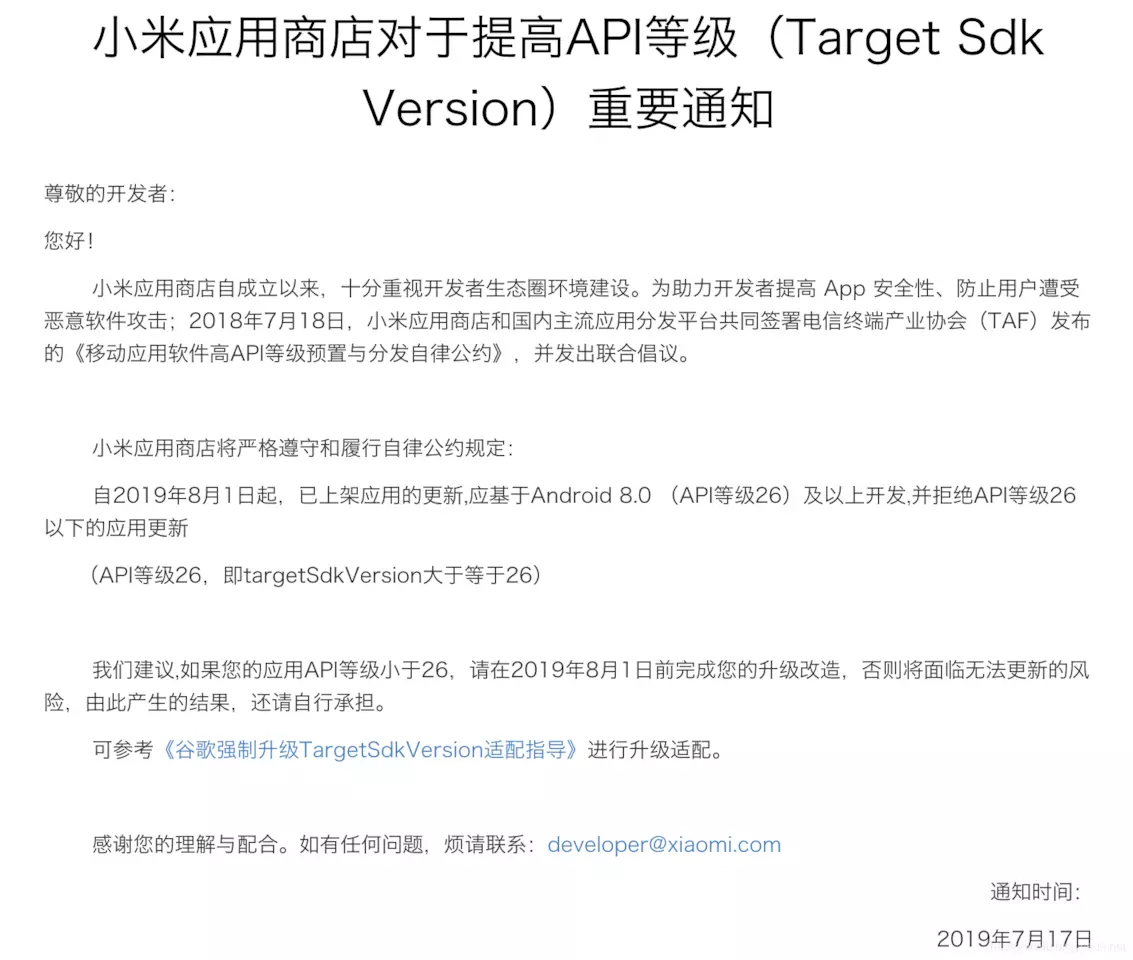 小米应用商店对于提高API等级（Target Sdk
Version）重要通知
尊敬的开发者：
您好！
小米应用商店自成立以来，十分重视开发者生态圈环境建设。为助力开发者提高 App 安全性、防止用户遭受
恶意软件攻击；2018年7月18日，小米应用商店和国内主流应用分发平台共同签署电信终端产业协会（TAF）发布
的《移动应用软件高API等级预置与分发自律公约》，并发出联合倡议。
小米应用商店将严格遵守和履行自律公约规定：
自2019年8月1日起，已上架应用的更新,应基于Android 8.0 （API等级26）及以上开发,并拒绝API等级26
以下的应用更新
（API等级26，即targetSdkVersion大于等于26）
我们建议,如果您的应用API等级小于26，请在2019年8月1日前完成您的升级改造，否则将面临无法更新的风
险，由此产生的结果，还请自行承担。
可参考《谷歌强制升级TargetSdkVersion适配指导》进行升级适配。
感谢您的理解与配合。如有任何问题，烦请联系：developer@xiaomi.com
通知时间：
2019年7月17日